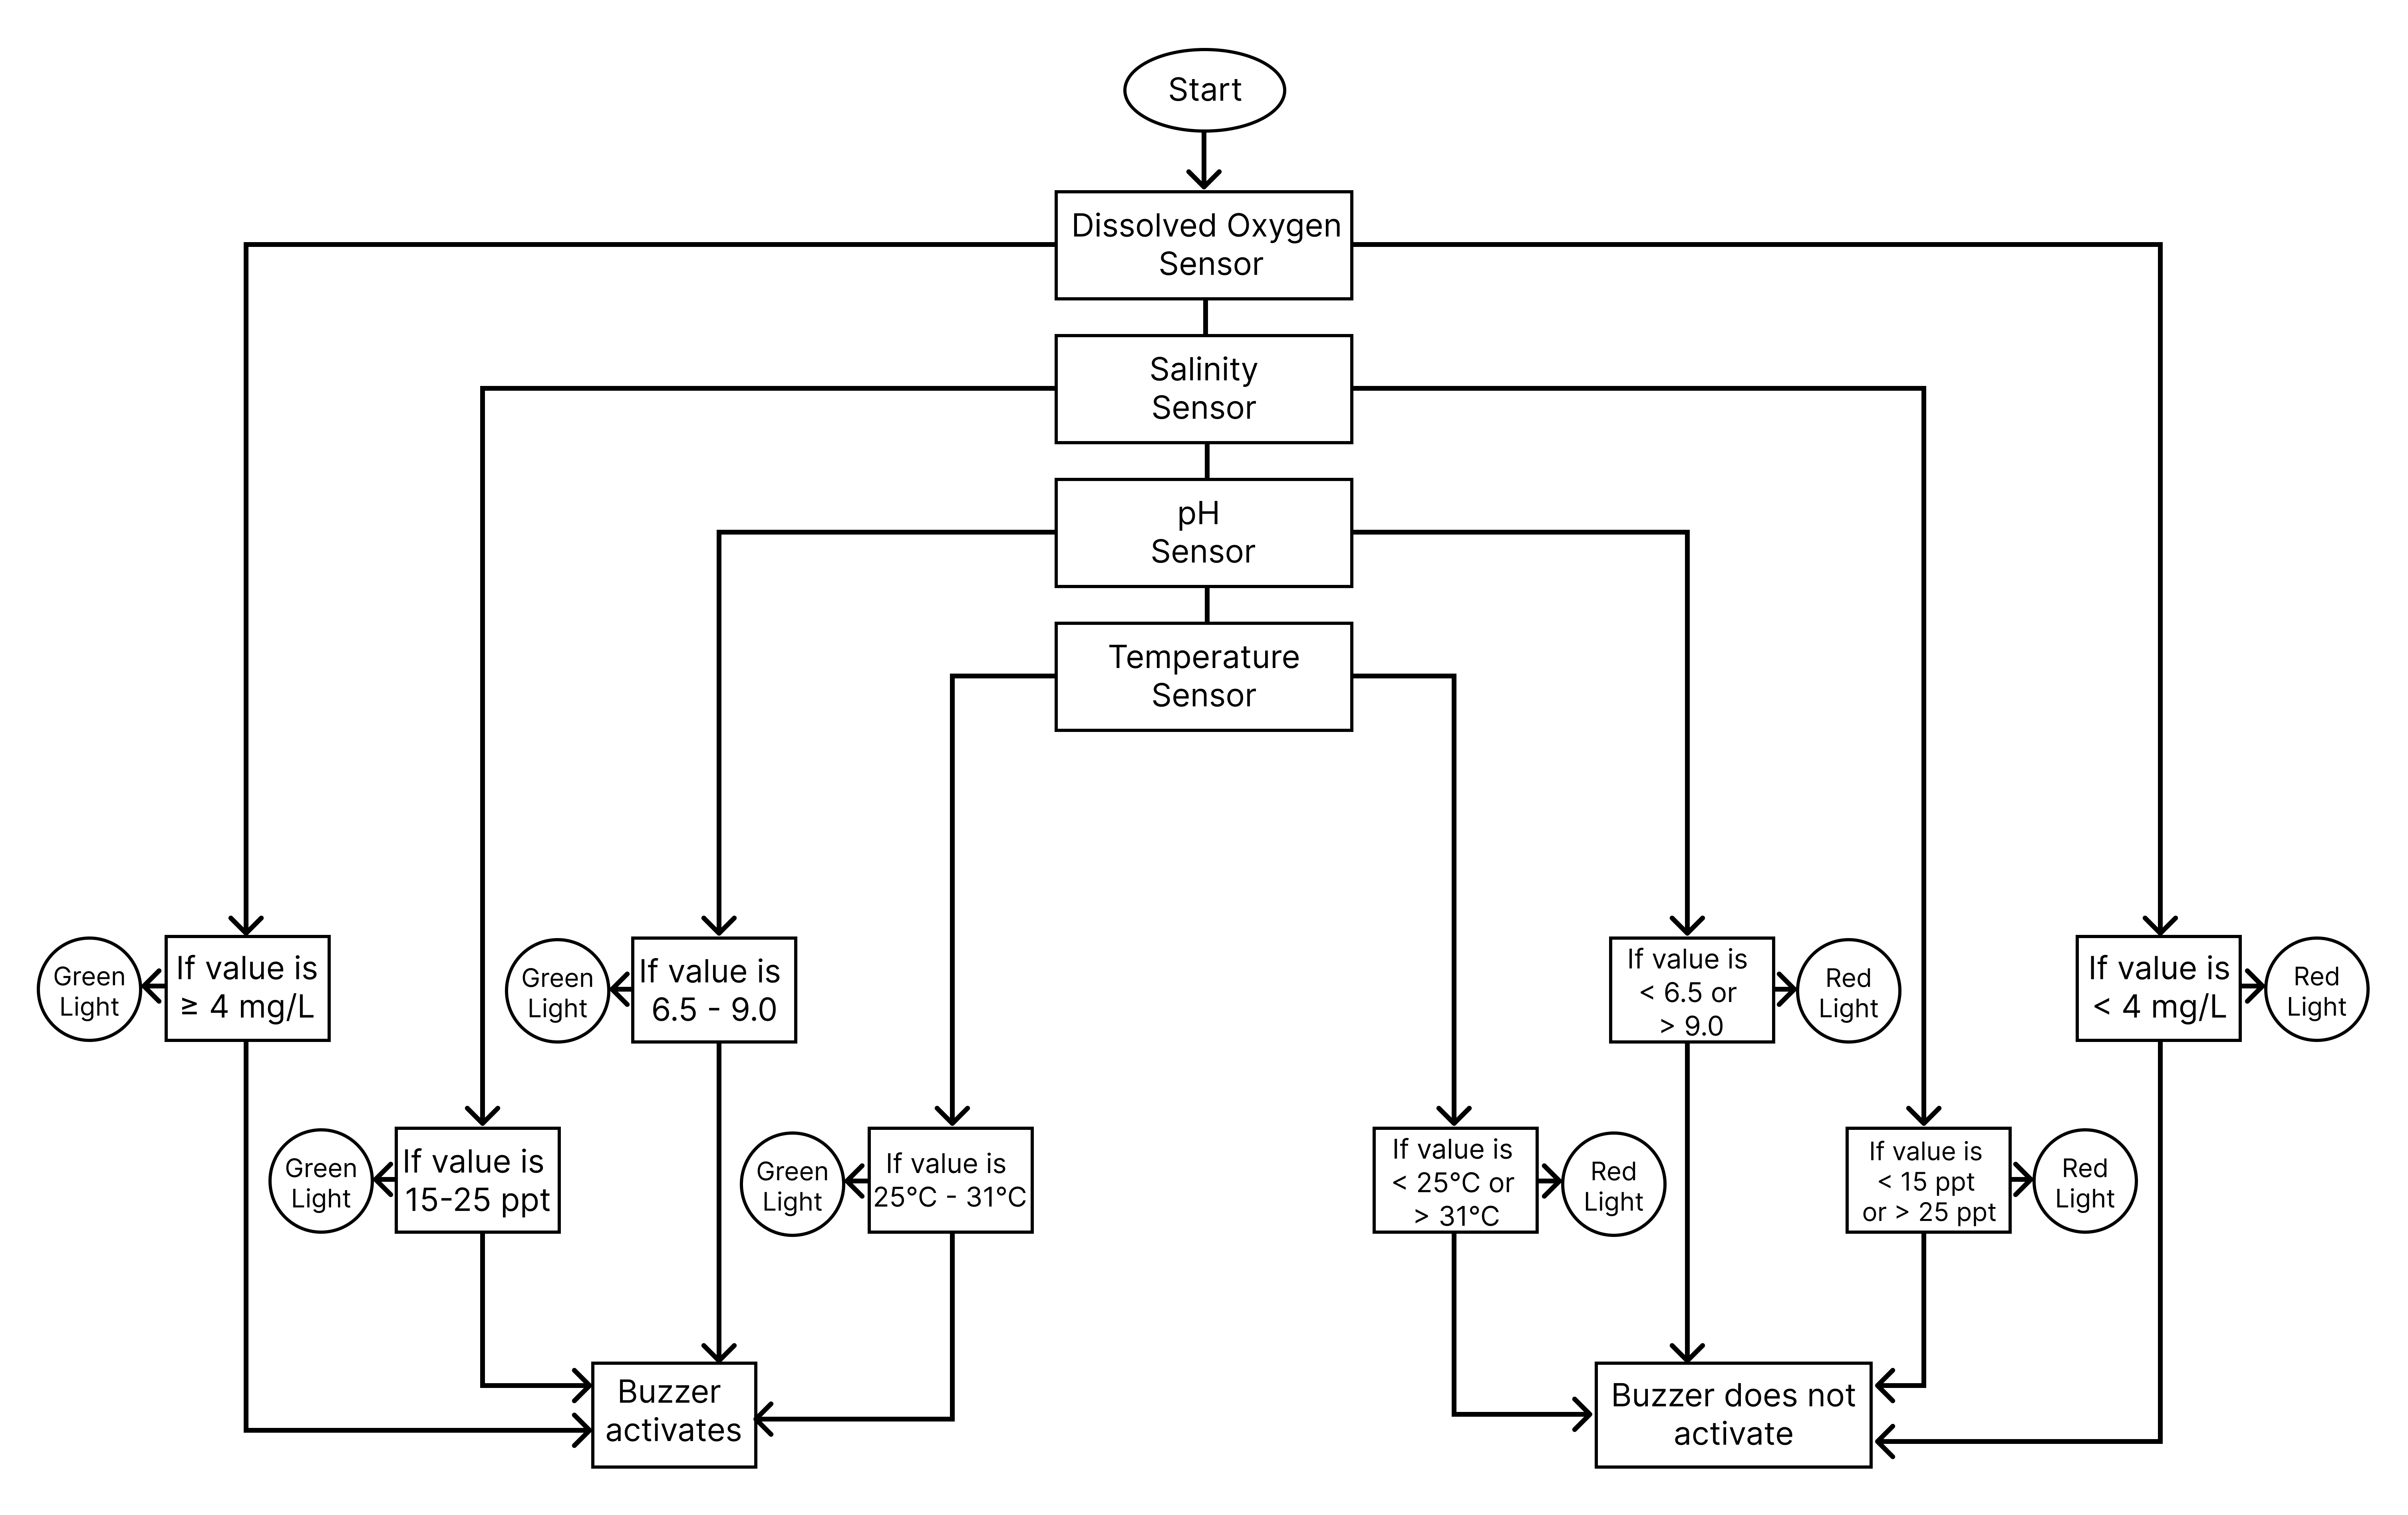 Start
Dissolved Oxygen
Sensor
Salinity
Sensor
pH
Sensor
Temperature
Sensor
Green
Light
If value is
≥ 4 mg/L
Green
Light
If value is
6.5 - 9.0
If value is
< 6.5 or
> 9.0
Red
Light
If value is
< 4 mg/L
Red
Light
Green
Light
If value is
15-25 ppt
Green
Light
If value is
25°C - 31°C
If value is
< 25°C or
> 31°C
Red
Light
If value is
< 15 ppt
or > 25 ppt
Red
Light
Buzzer
activates
Buzzer does not
activate